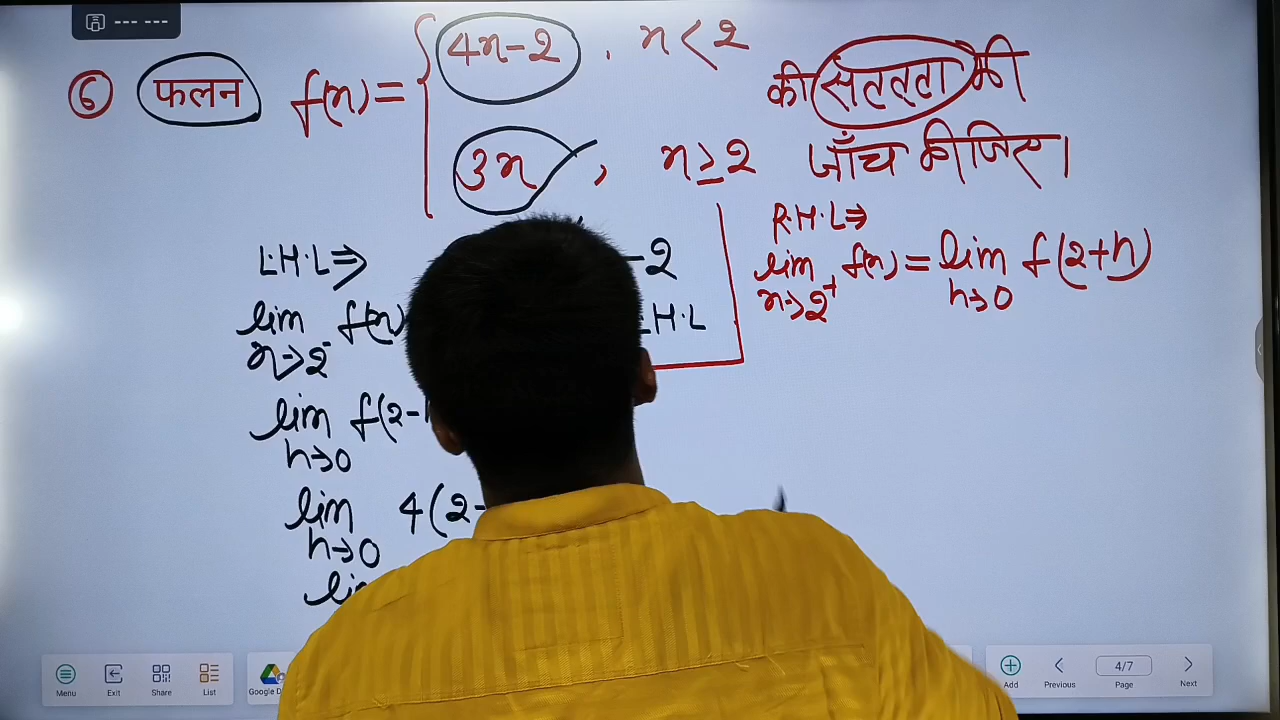 --- ---
⑥ फलन f(x) = { 4x-2 , x < 2
की सततता की
3x , x ≥ 2 जाँच कीजिए।
L.H.L ⇒
-2
R.H.L ⇒
lim f(x) = lim f(2+h)
x→2⁺ h→0
lim f(x)
x→2⁻
L.H.L
lim f(2-
h→0
lim 4(2-
h→0
Menu Exit Share List Google Add Previous 4/7 Page Next